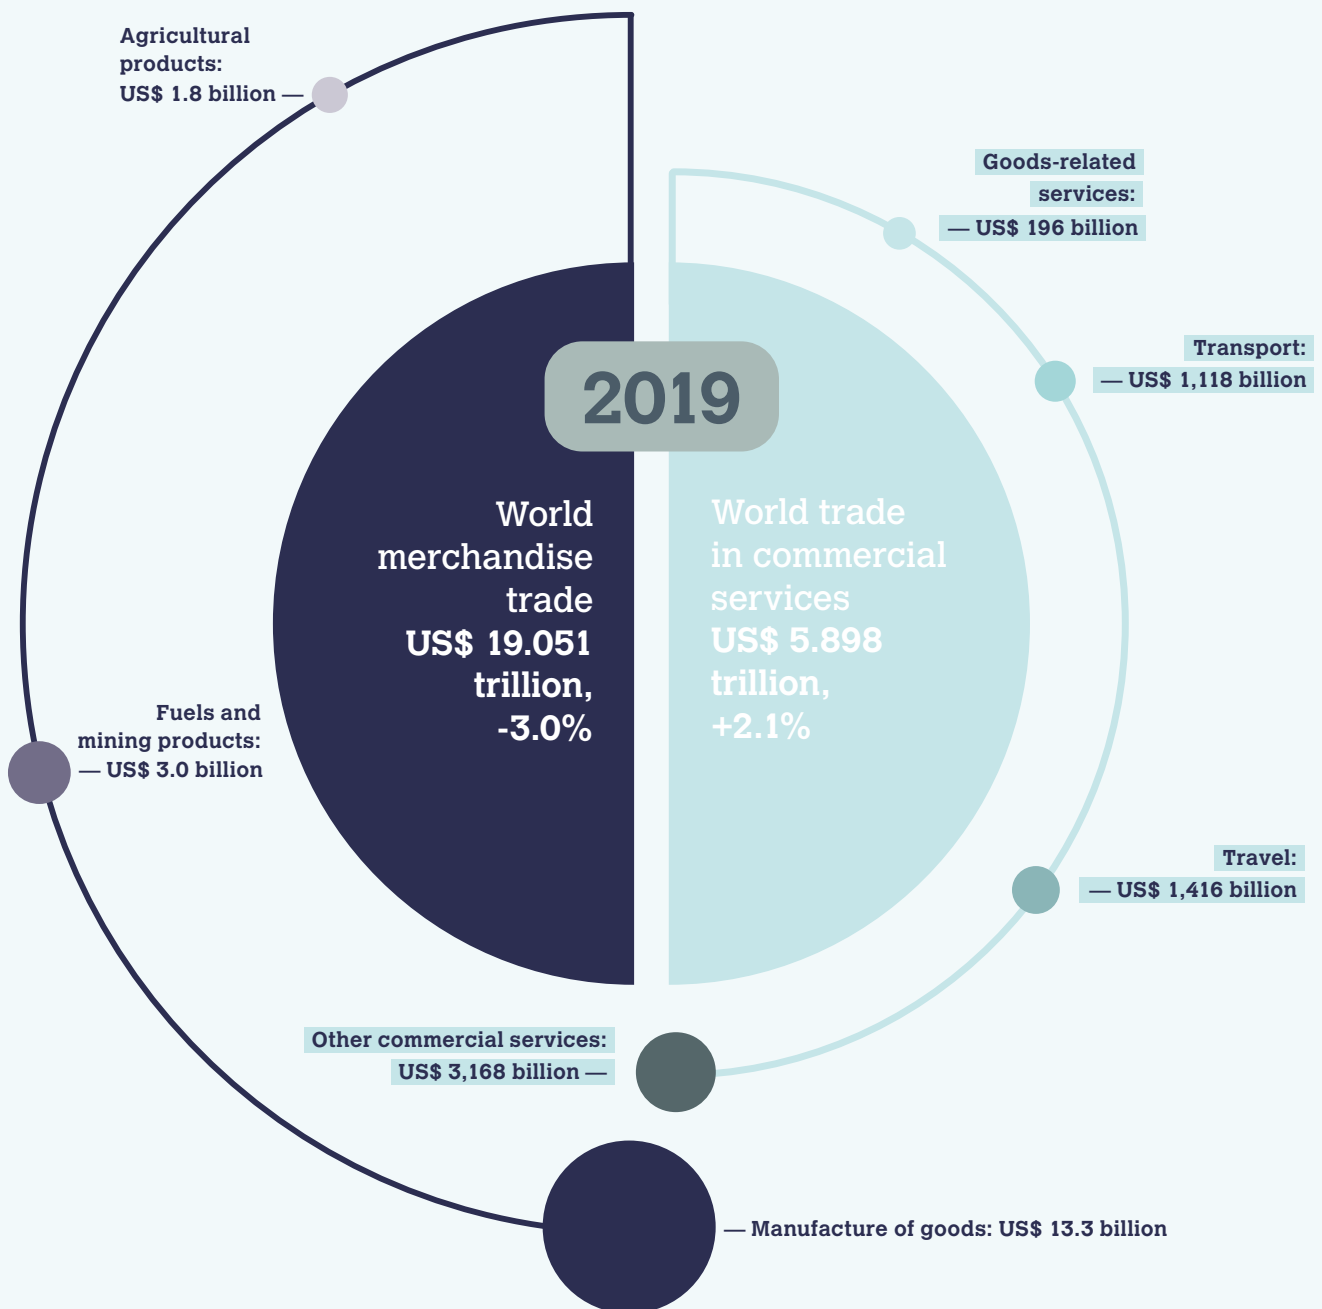 Agricultural
products:
US$ 1.8 billion —
Goods-related
services:
— US$ 196 billion
Transport:
— US$ 1,118 billion
2019
World
merchandise
trade
US$ 19.051
trillion,
-3.0%
World trade
in commercial
services
US$ 5.898
trillion,
+2.1%
Fuels and
mining products:
— US$ 3.0 billion
Travel:
— US$ 1,416 billion
Other commercial services:
US$ 3,168 billion —
— Manufacture of goods: US$ 13.3 billion